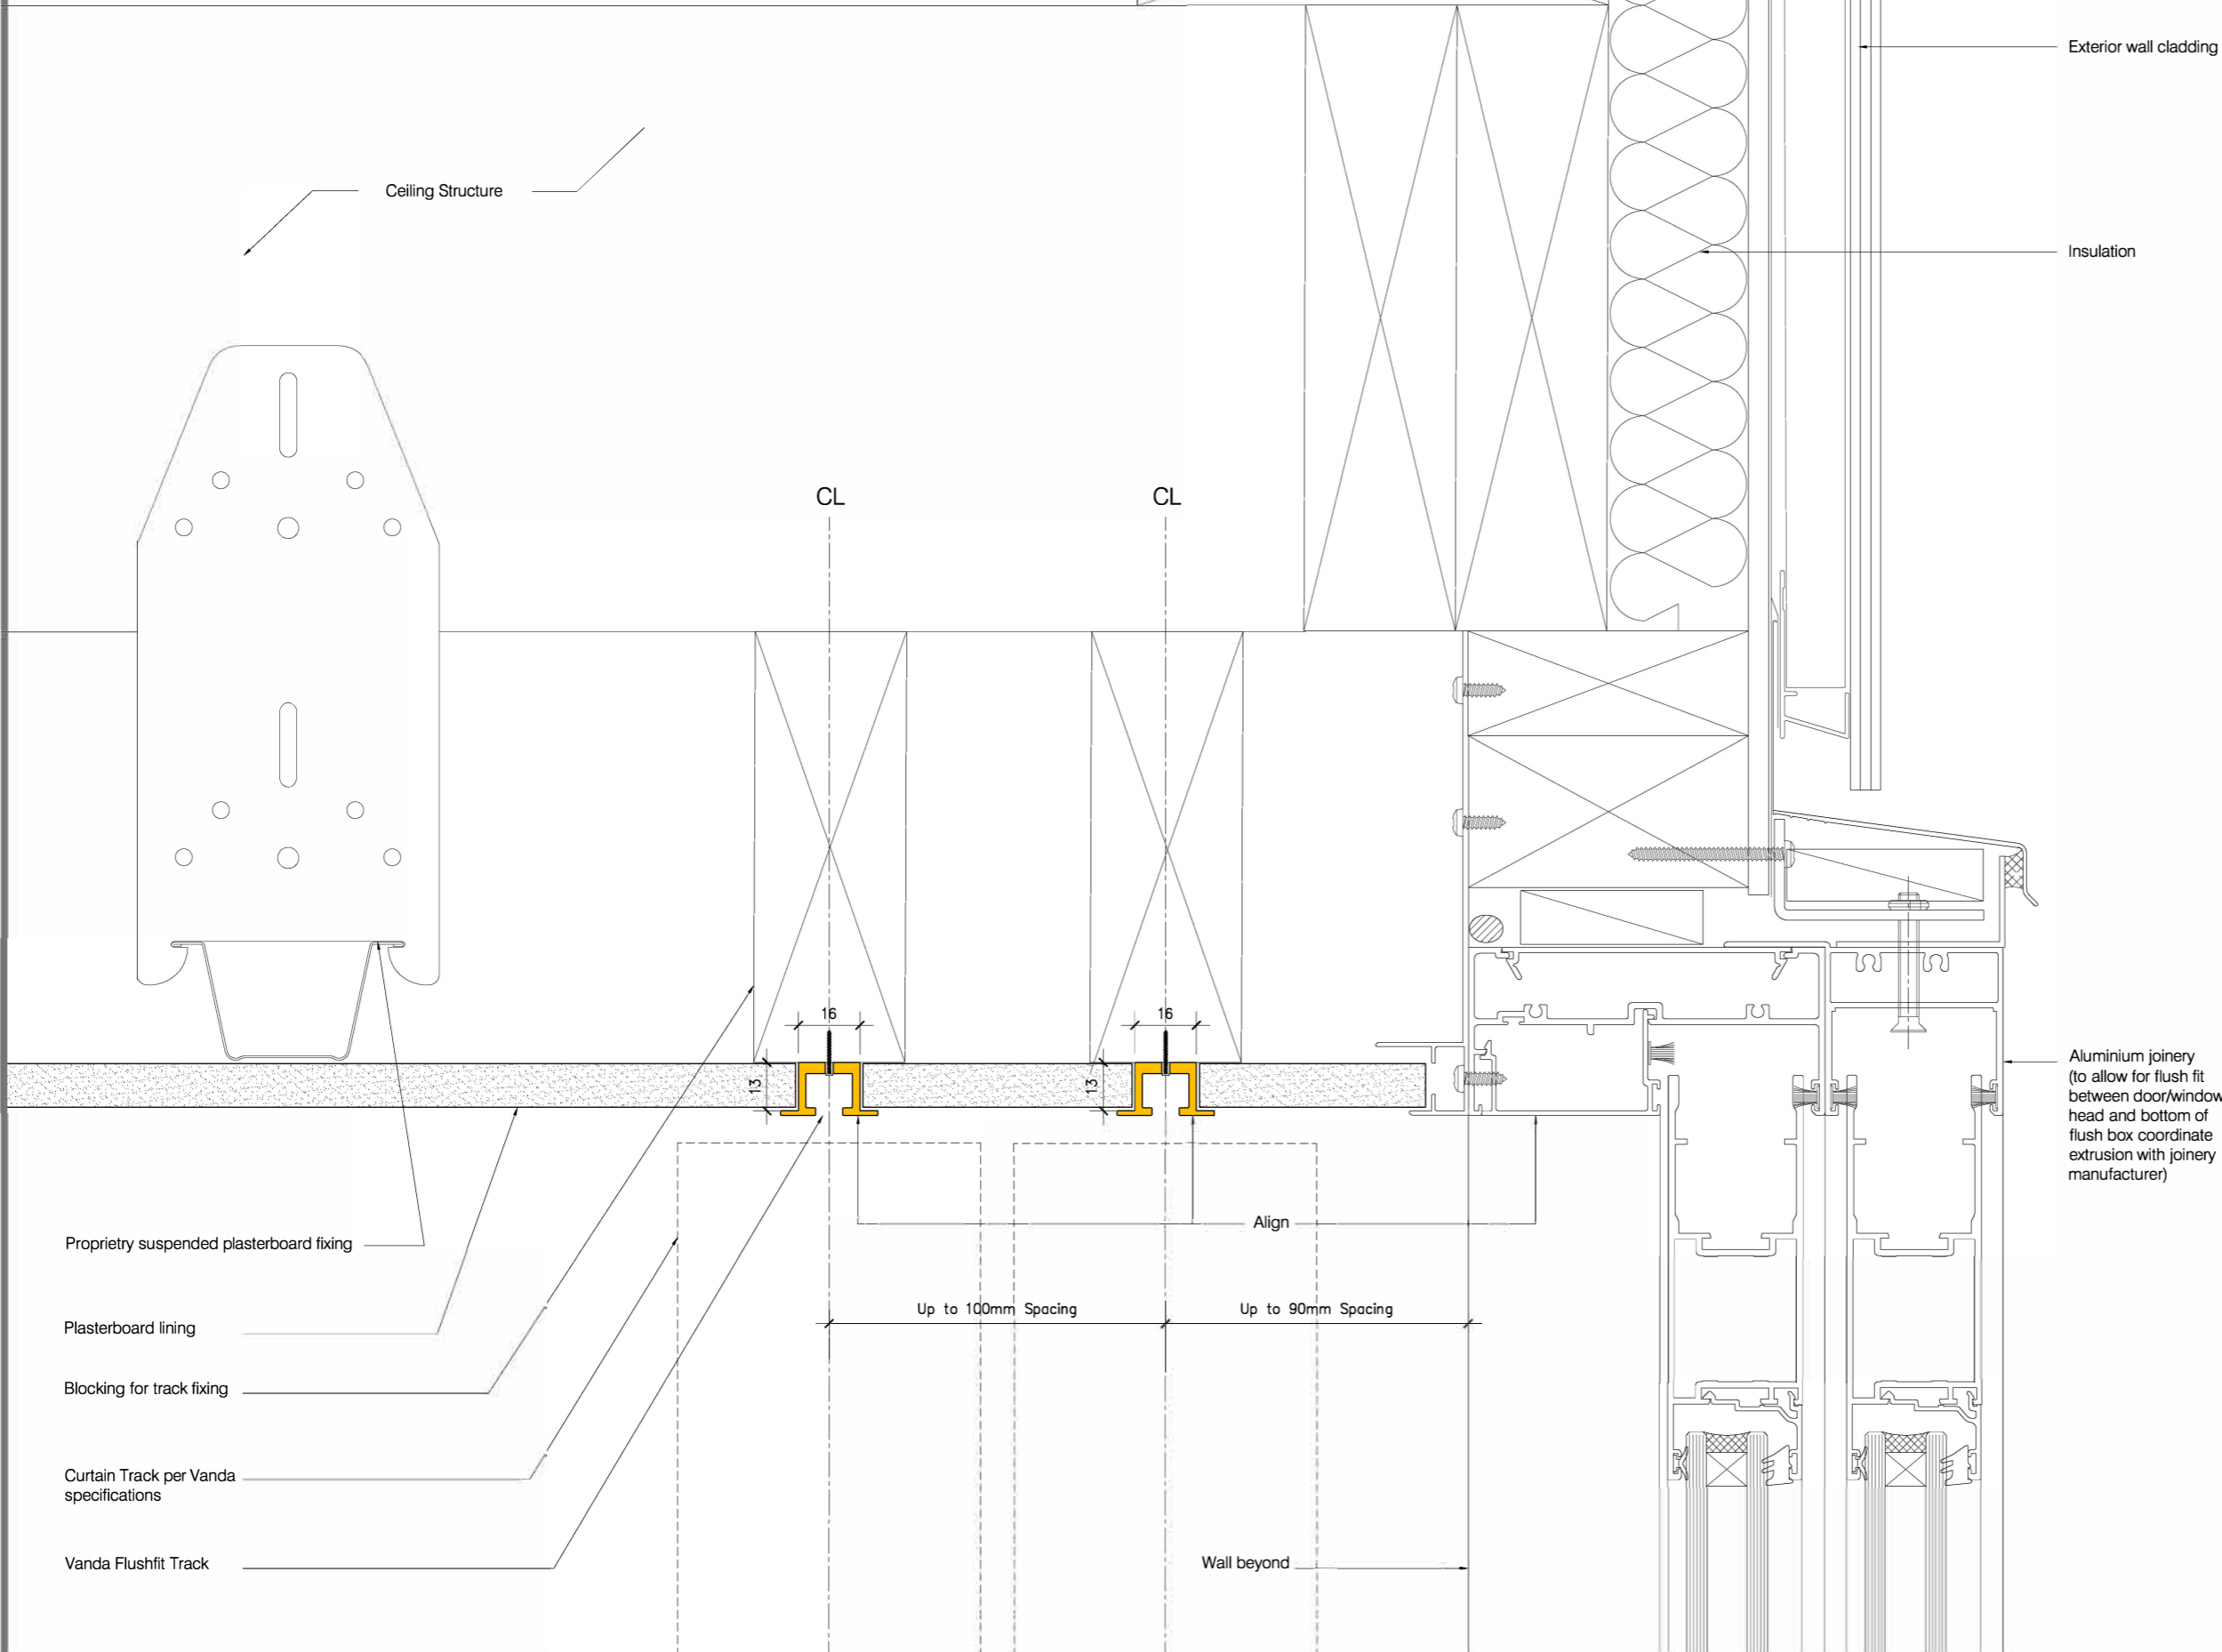 Exterior wall cladding
Ceiling Structure
Insulation
CL
CL
16
16
13
13
Aluminium joinery
(to allow for flush fit
between door/window
head and bottom of
flush box coordinate
extrusion with joinery
manufacturer)
Align
Proprietry suspended plasterboard fixing
Up to 100mm Spacing
Up to 90mm Spacing
Plasterboard lining
Blocking for track fixing
Curtain Track per Vanda
specifications
Vanda Flushfit Track
Wall beyond